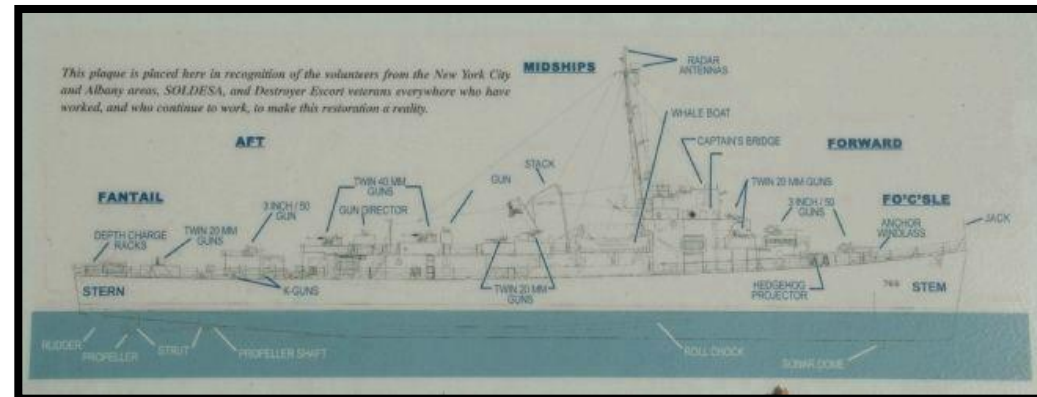 This plaque is placed here in recognition of the volunteers from the New York City
and Albany areas, SOLDESA, and Destroyer Escort veterans everywhere who have
worked, and who continue to work, to make this restoration a reality.
MIDSHIPS
RADAR
ANTENNAS
WHALE BOAT
AFT
CAPTAIN'S BRIDGE
FORWARD
STACK
GUN
TWIN 40 MM
GUNS
TWIN 20 MM GUNS
FANTAIL
3 INCH / 50
GUN
GUN DIRECTOR
3 INCH / 50
GUNS
FO'C'SLE
JACK
ANCHOR
WINDLASS
DEPTH CHARGE
RACKS
TWIN 20 MM
GUNS
STERN
K-GUNS
TWIN 20 MM
GUNS
HEDGEHOG
PROJECTOR
766
STEM
RUDDER
PROPELLER
STRUT
PROPELLER SHAFT
ROLL CHOCK
SONAR DOME